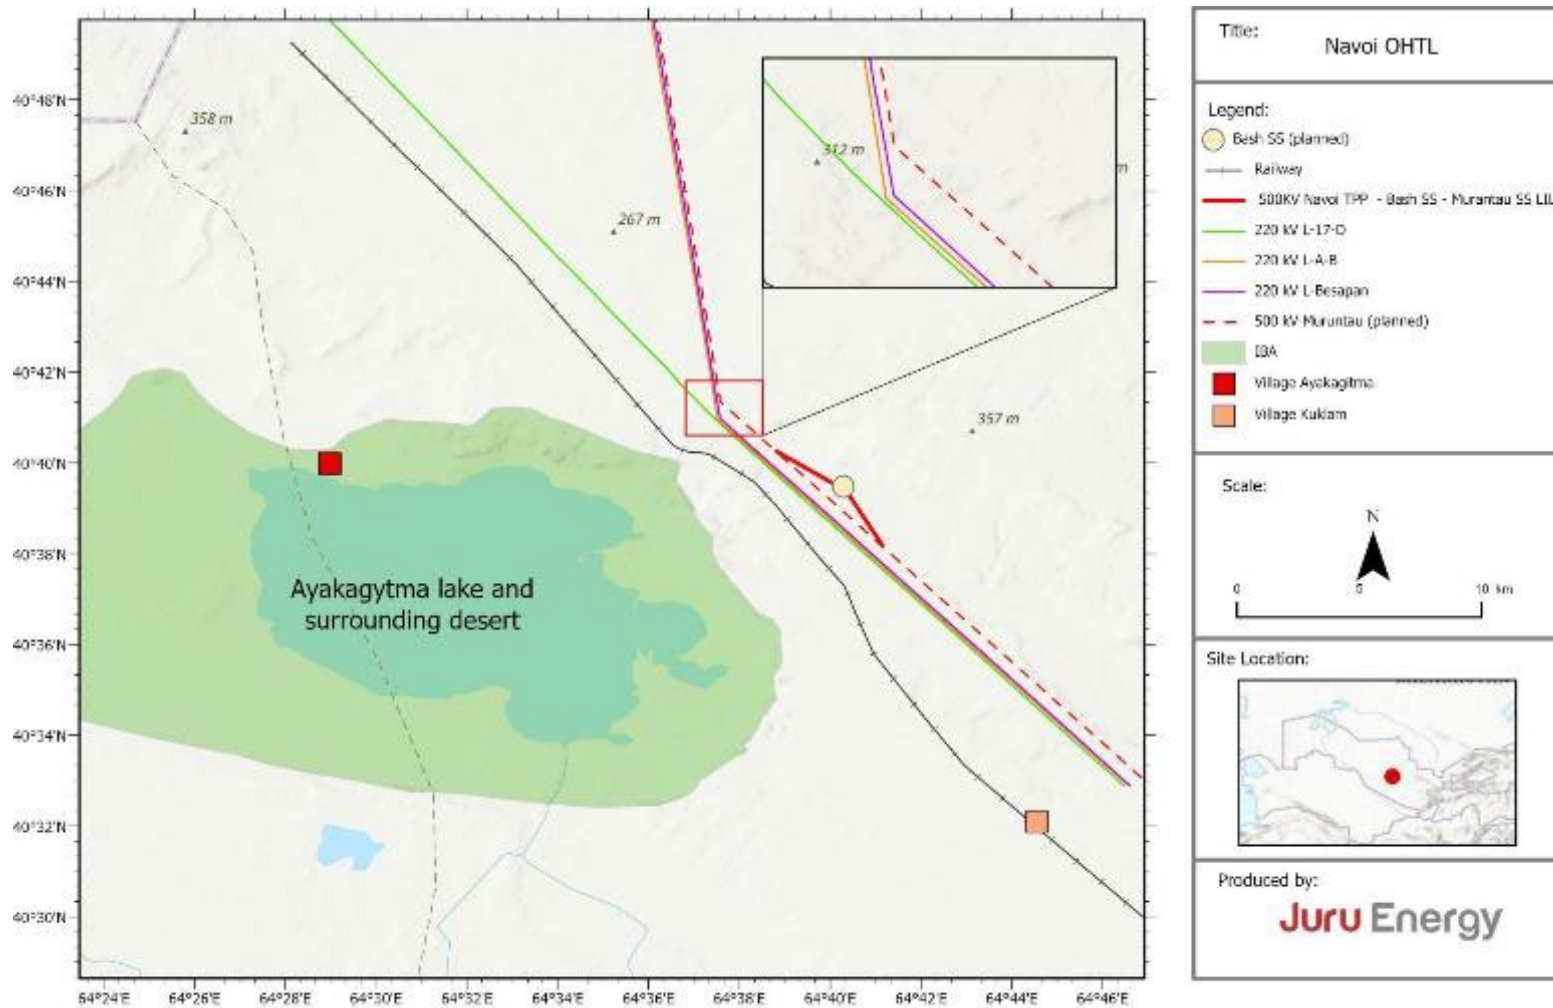 Title:
Navoi OHTL
Legend:
Bash SS (planned)
Railway
500KV Navoi TPP - Bash SS - Murantau SS LIL
220 kV L-17-D
220 kV L-A-B
220 kV L-Besapan
500 kV Muruntau (planned)
IBA
Village Ayakagitma
Village Kuklam
Scale:
N
0 5 10 km
Site Location:
Produced by:
Juru Energy
358 m
267 m
312 m
m
357 m
Ayakagytma lake and
surrounding desert
40°48'N
40°46'N
40°44'N
40°42'N
40°40'N
40°38'N
40°36'N
40°34'N
40°32'N
40°30'N
64°24'E 64°26'E 64°28'E 64°30'E 64°32'E 64°34'E 64°36'E 64°38'E 64°40'E 64°42'E 64°44'E 64°46'E